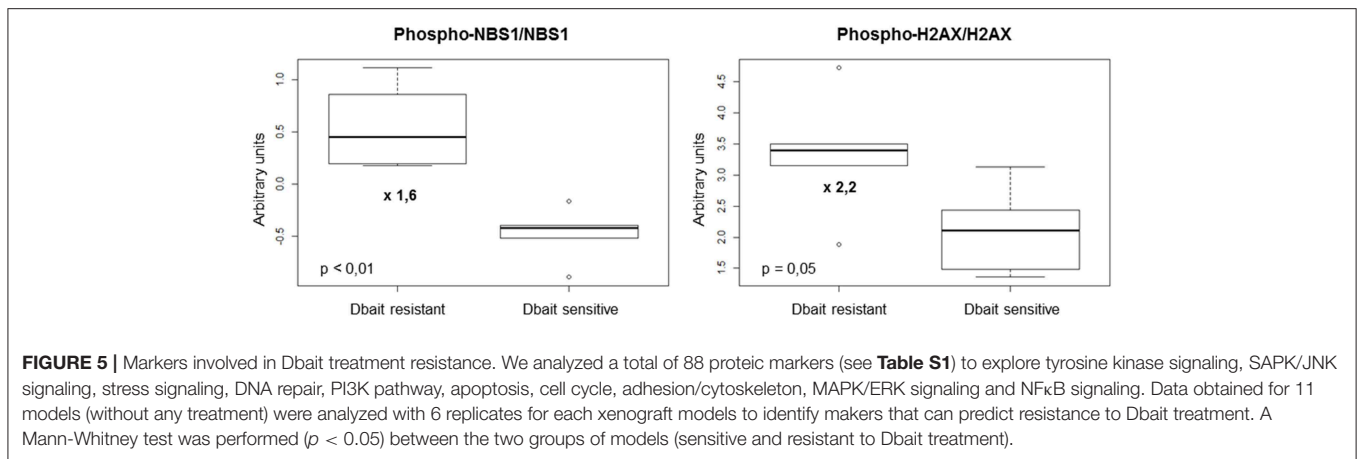 Phospho-NBS1/NBS1
Arbitrary units
1.0
0.5
0.0
-0.5
x 1,6
p < 0,01
Dbait resistant
Dbait sensitive
Phospho-H2AX/H2AX
Arbitrary units
4.5
4.0
3.5
3.0
2.5
2.0
1.5
x 2,2
p = 0,05
Dbait resistant
Dbait sensitive
FIGURE 5 | Markers involved in Dbait treatment resistance. We analyzed a total of 88 proteic markers (see Table S1) to explore tyrosine kinase signaling, SAPK/JNK
signaling, stress signaling, DNA repair, PI3K pathway, apoptosis, cell cycle, adhesion/cytoskeleton, MAPK/ERK signaling and NFκB signaling. Data obtained for 11
models (without any treatment) were analyzed with 6 replicates for each xenograft models to identify makers that can predict resistance to Dbait treatment. A
Mann-Whitney test was performed (p < 0.05) between the two groups of models (sensitive and resistant to Dbait treatment).